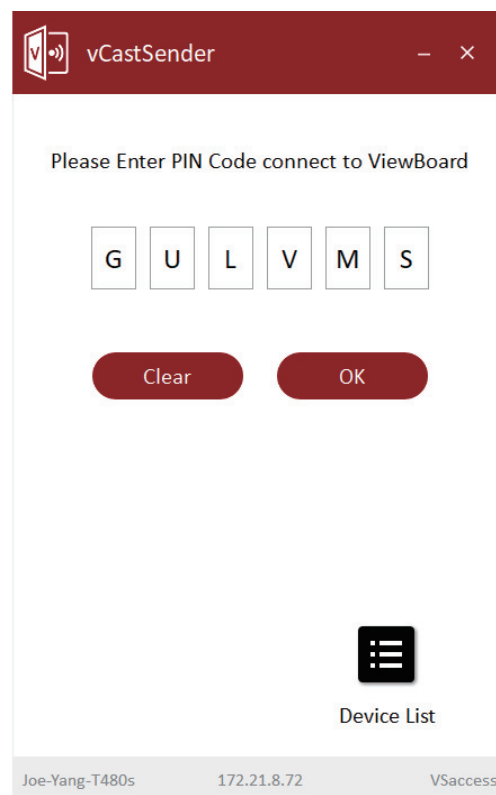 vCastSender
Please Enter PIN Code connect to ViewBoard
G U L V M S
Clear OK
Device List
Joe-Yang-T480s 172.21.8.72 VSaccess